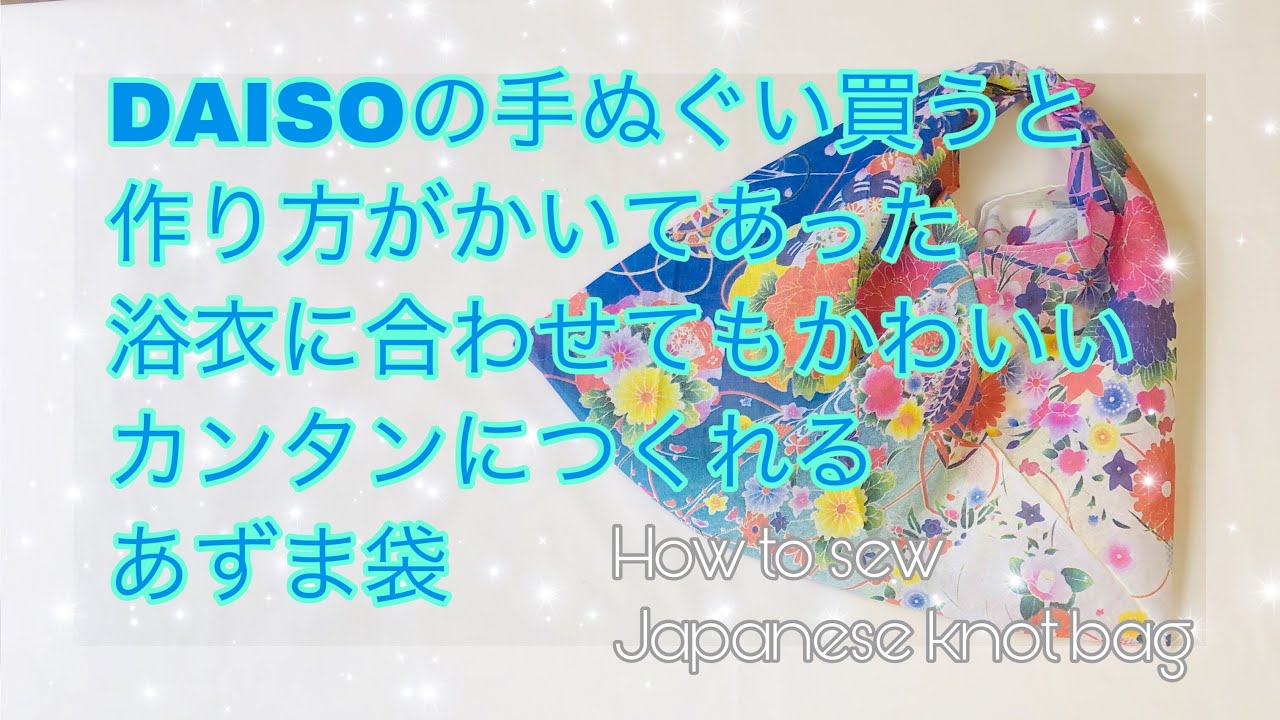 DAISOの手ぬぐい買うと
作り方がかいてあった
浴衣に合わせてもかわいい
カンタンにつくれる
あずま袋
How to sew
Japanese knot bag